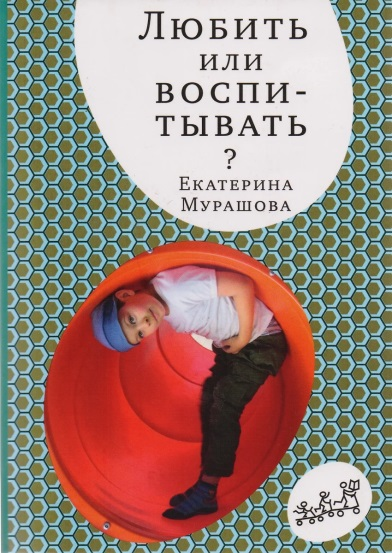 Любить
или
воспи-
тывать
?
Екатерина
Мурашова